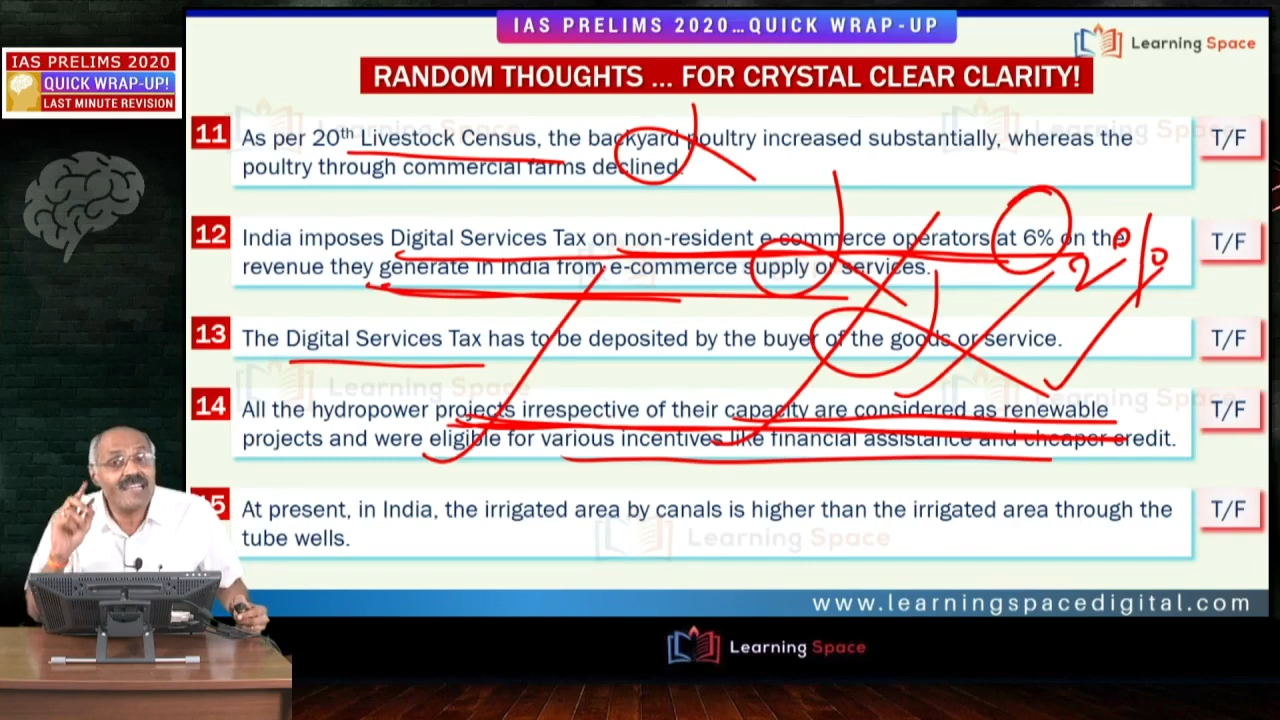 IAS PRELIMS 2020...QUICK WRAP-UP
Learning Space
IAS PRELIMS 2020
QUICK WRAP-UP!
LAST MINUTE REVISION
RANDOM THOUGHTS ... FOR CRYSTAL CLEAR CLARITY!
11 As per 20th Livestock Census, the backyard poultry increased substantially, whereas the T/F
poultry through commercial farms declined.
12 India imposes Digital Services Tax on non-resident e-commerce operators at 6% on the T/F
revenue they generate in India from e-commerce supply or services.
2%
13 The Digital Services Tax has to be deposited by the buyer of the goods or service. T/F
14 All the hydropower projects irrespective of their capacity are considered as renewable T/F
projects and were eligible for various incentives like financial assistance and cheaper credit.
15 At present, in India, the irrigated area by canals is higher than the irrigated area through the T/F
tube wells.
www.learningspacedigital.com
Learning Space